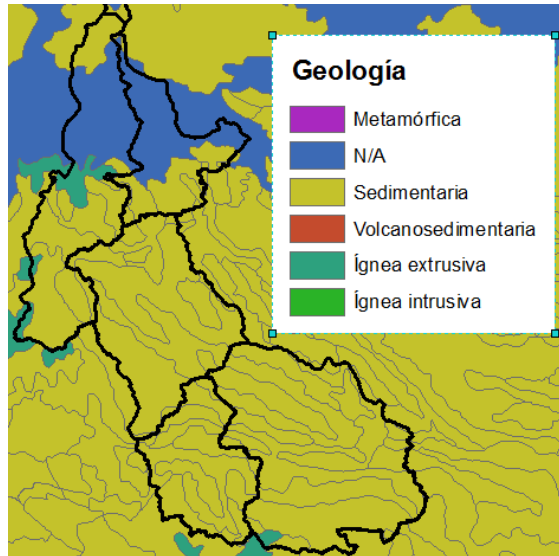 Geología
Metamórfica
N/A
Sedimentaria
Volcanosedimentaria
Ígnea extrusiva
Ígnea intrusiva